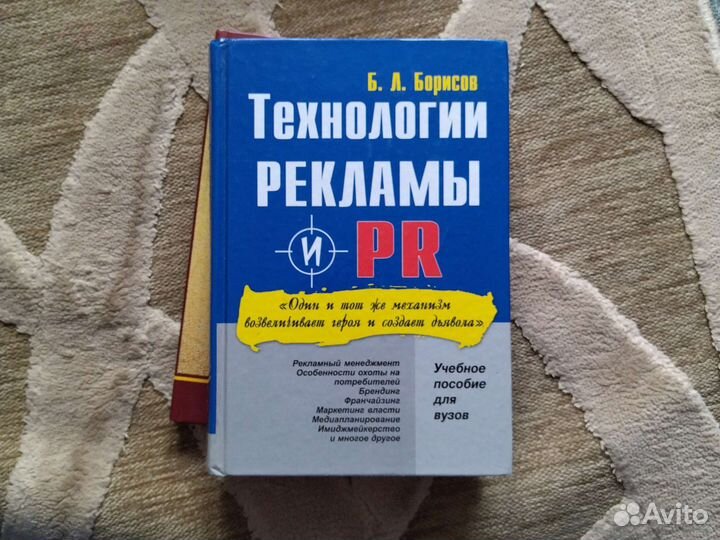 Б. Л. Борисов
Технологии
рекламы
и PR
«Один и тот же механизм
возвеличивает героя и создает дьявола»
Рекламный менеджмент
Особенности охоты на
потребителей
Брендинг
Франчайзинг
Маркетинг власти
Медиапланирование
Имиджмейкерство
и многое другое
Учебное
пособие
для
вузов
Avito